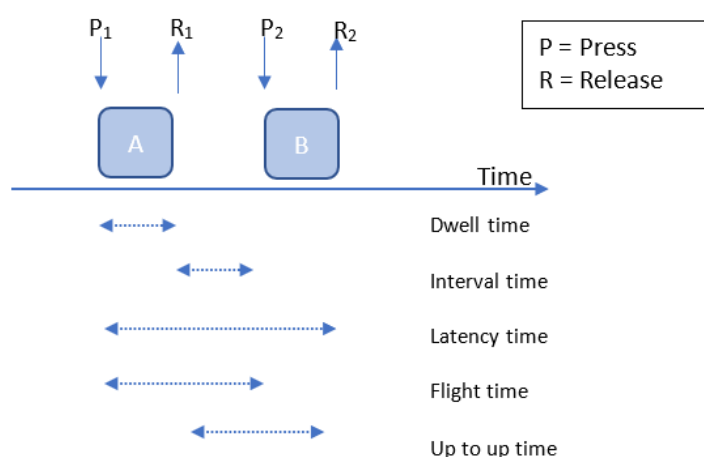 P₁ R₁ P₂ R₂
P = Press
R = Release
A B
Time
Dwell time
Interval time
Latency time
Flight time
Up to up time